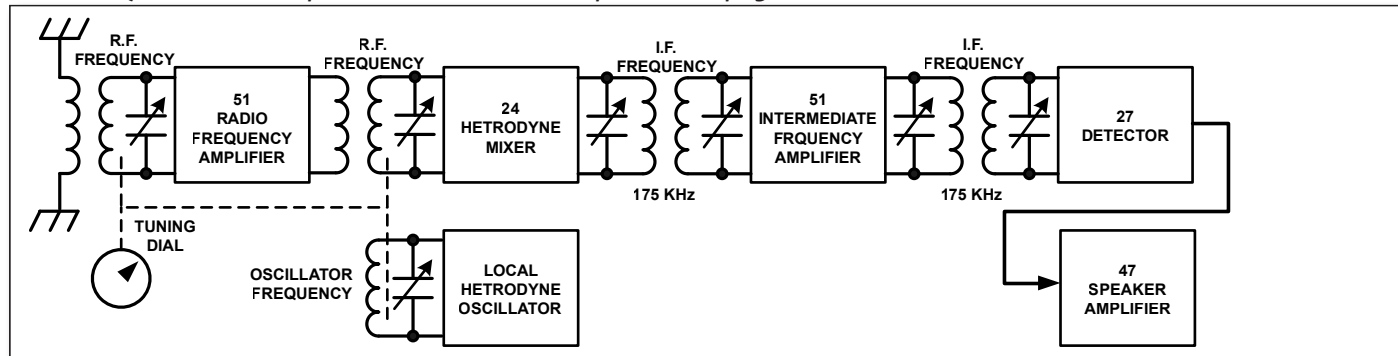 R.F.
FREQUENCY
51
RADIO
FREQUENCY
AMPLIFIER
R.F.
FREQUENCY
24
HETRODYNE
MIXER
I.F.
FREQUENCY
175 KHz
51
INTERMEDIATE
FRQUENCY
AMPLIFIER
I.F.
FREQUENCY
175 KHz
27
DETECTOR
TUNING
DIAL
OSCILLATOR
FREQUENCY
LOCAL
HETRODYNE
OSCILLATOR
47
SPEAKER
AMPLIFIER